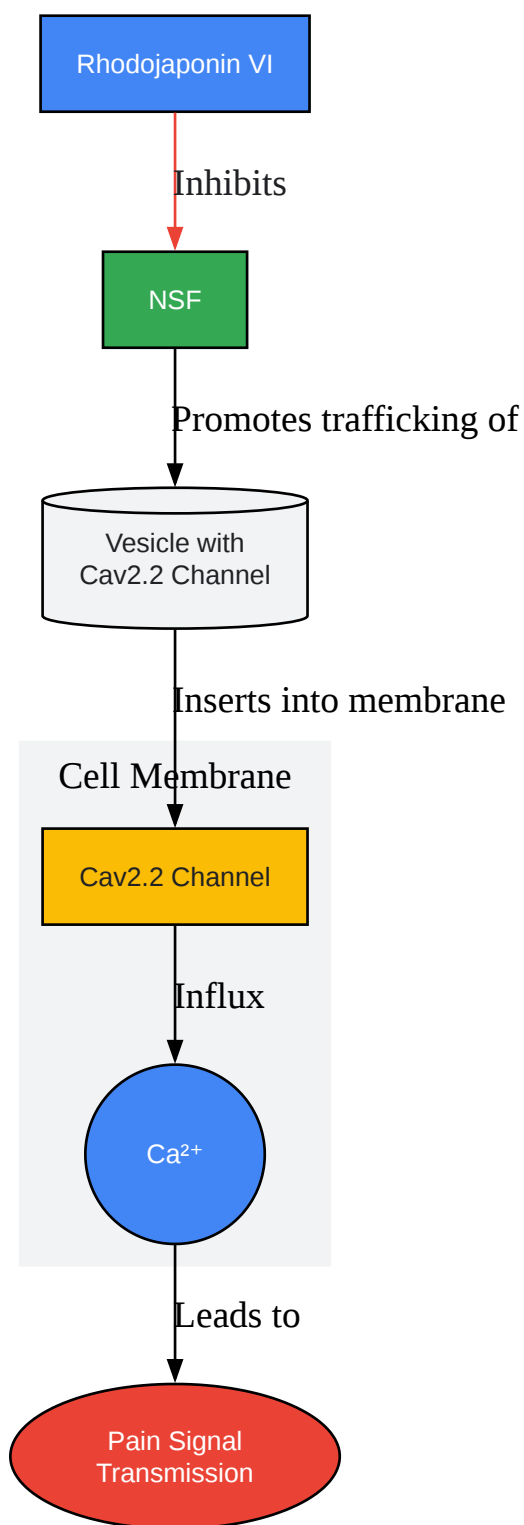 Rhodojaponin VI
Inhibits
NSF
Promotes trafficking of
Vesicle with
Cav2.2 Channel
Inserts into membrane
Cell Membrane
Cav2.2 Channel
Influx
Ca²⁺
Leads to
Pain Signal
Transmission